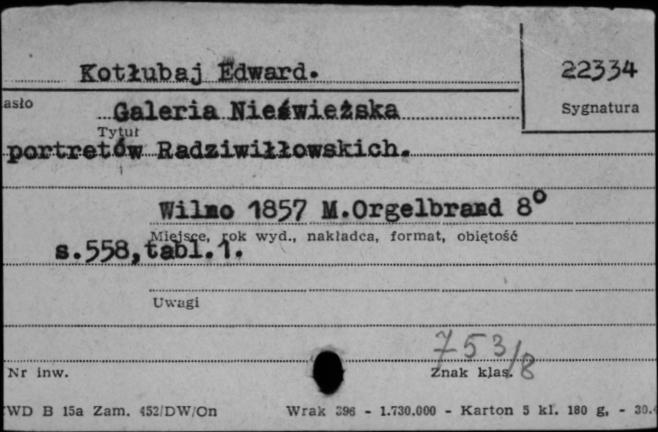 Kotłubaj Edward.
22334
asło
Sygnatura
Galeria Nieświeżska
Tytuł
portretów Radziwiłłowskich.
Wilno 1857 M.Orgelbrand 8°
Miejsce, rok wyd., nakładca, format, objętość
s.558,tabl.1.
Uwagi
753/8
Nr inw.
Znak klas.
WD B 15a Zam. 452/DW/On
Wrak 396 - 1.730.000 - Karton 5 kl. 180 g, - 30.4